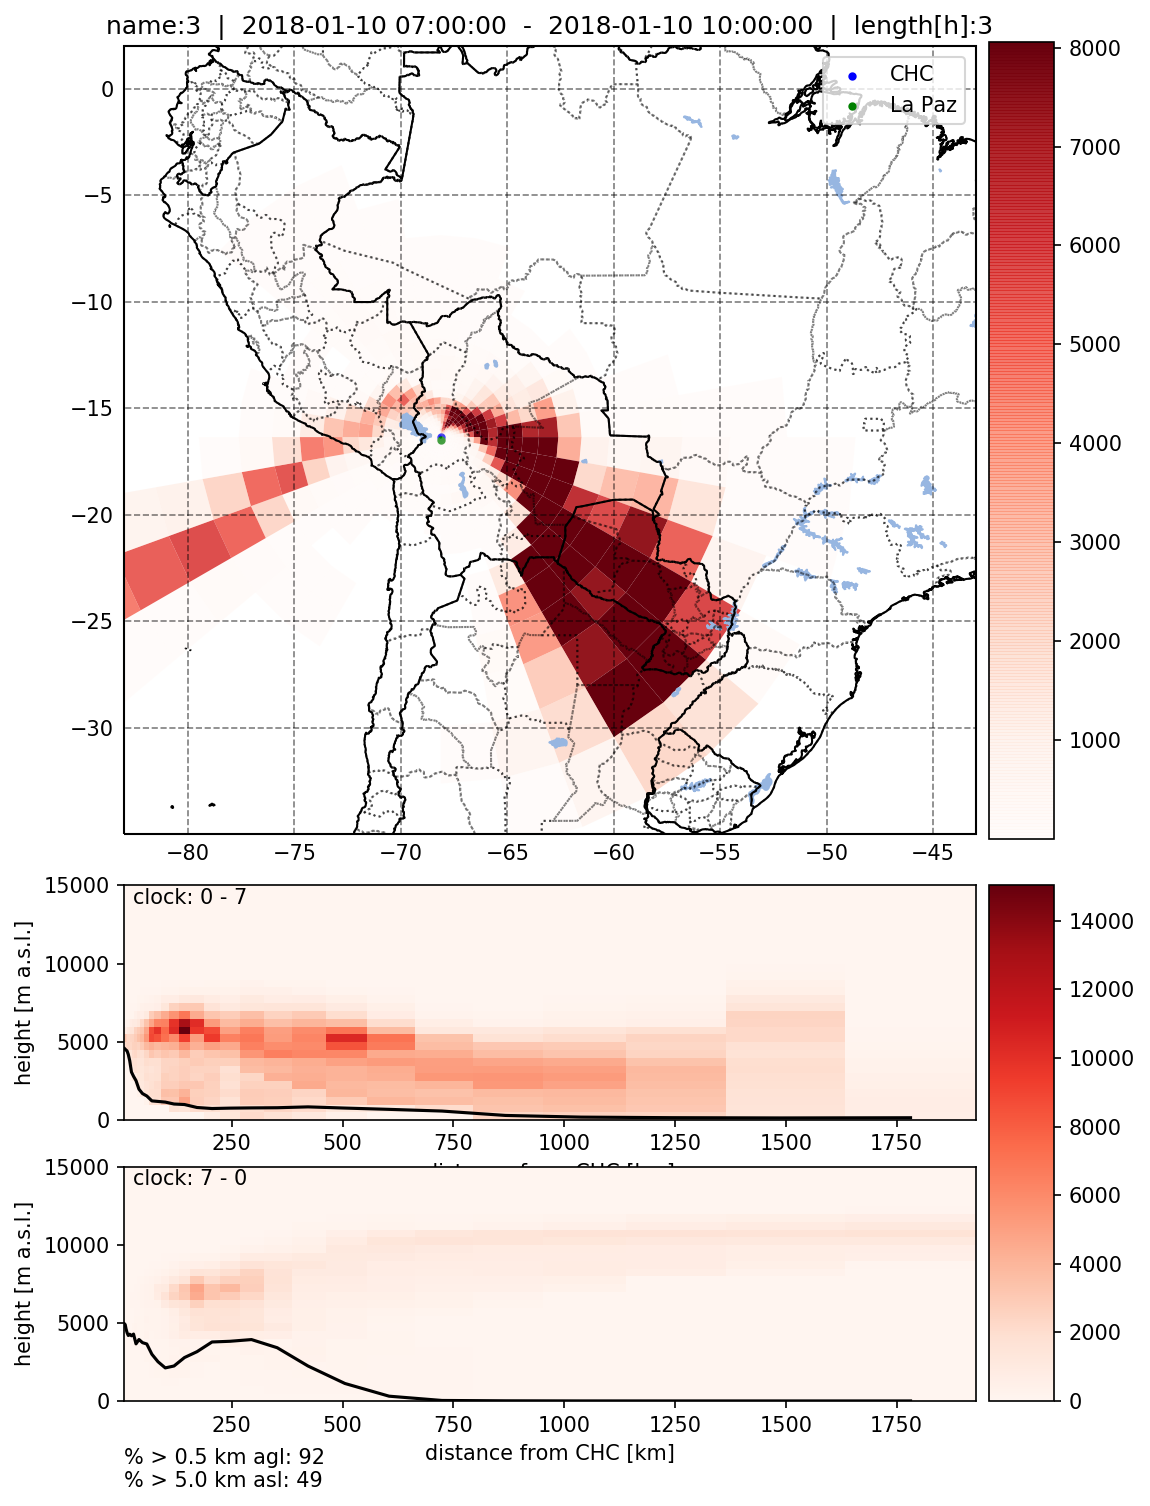 name:3 | 2018-01-10 07:00:00 - 2018-01-10 10:00:00 | length[h]:3
CHC
La Paz
0
−5
−10
−15
−20
−25
−30
−80 −75 −70 −65 −60 −55 −50 −45
8000
7000
6000
5000
4000
3000
2000
1000
clock: 0 - 7
15000
10000
5000
0
height [m a.s.l.]
250 500 750 1000 1250 1500 1750
clock: 7 - 0
15000
10000
5000
0
height [m a.s.l.]
250 500 750 1000 1250 1500 1750
distance from CHC [km]
14000
12000
10000
8000
6000
4000
2000
0
% > 0.5 km agl: 92
% > 5.0 km asl: 49